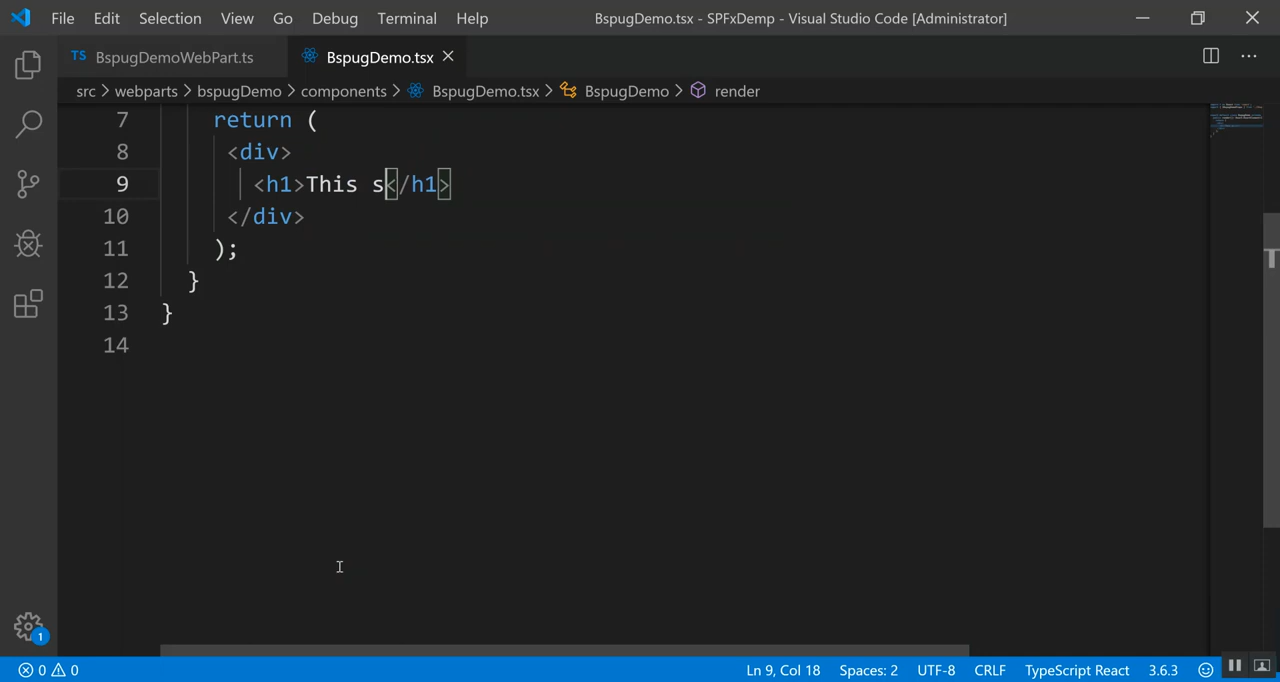 File Edit Selection View Go Debug Terminal Help BspugDemo.tsx - SPFxDemp - Visual Studio Code [Administrator]
TS BspugDemoWebPart.ts BspugDemo.tsx
src > webparts > bspugDemo > components > BspugDemo.tsx > BspugDemo > render
7 return (
8 <div>
9 <h1>This s</h1>
10 </div>
11 );
12 }
13 }
14
1
0 0 Ln 9, Col 18 Spaces: 2 UTF-8 CRLF TypeScript React 3.6.3